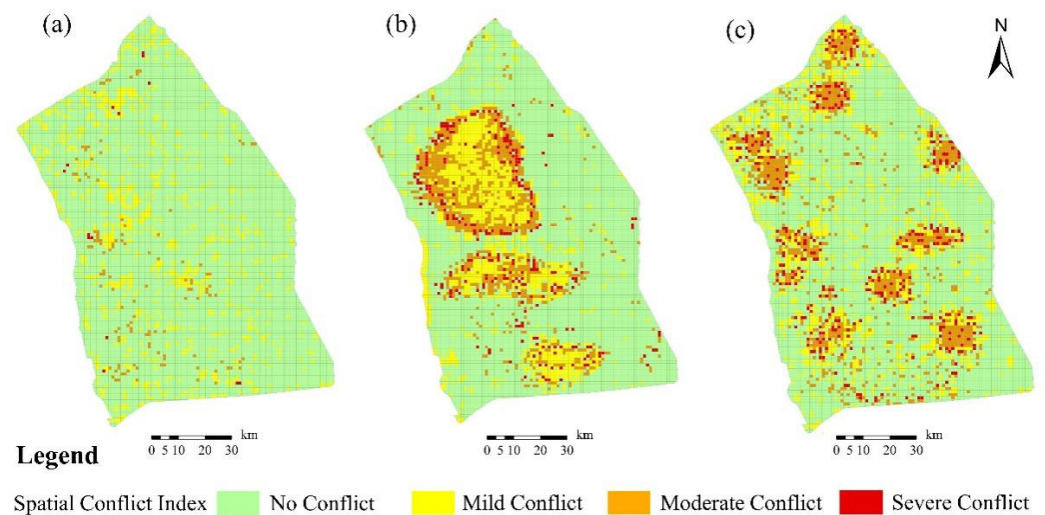 (a)
(b)
(c)
N
km
0 5 10 20 30
km
0 5 10 20 30
km
0 5 10 20 30
Legend
Spatial Conflict Index No Conflict Mild Conflict Moderate Conflict Severe Conflict